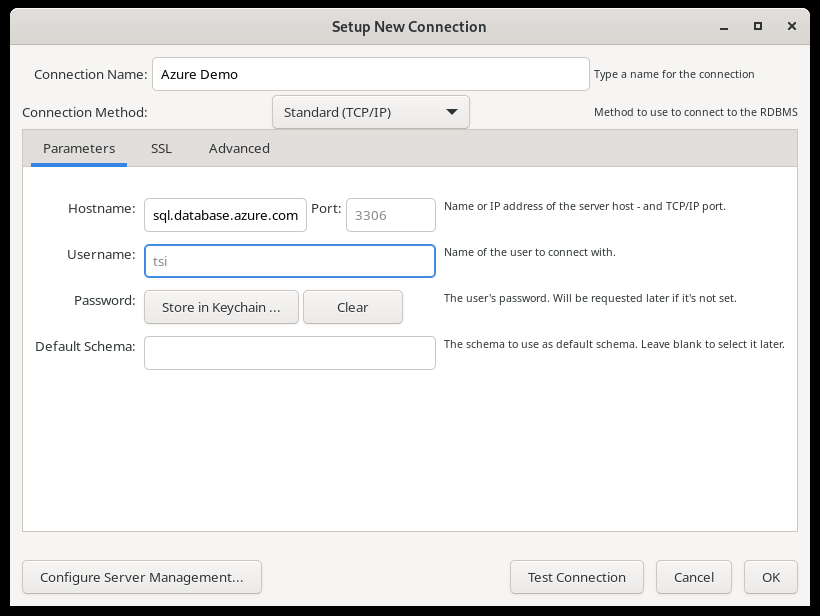 Setup New Connection
Connection Name: Azure Demo Type a name for the connection
Connection Method: Standard (TCP/IP) Method to use to connect to the RDBMS
Parameters SSL Advanced
Hostname: sql.database.azure.com Port: 3306 Name or IP address of the server host - and TCP/IP port.
Username: tsi Name of the user to connect with.
Password: Store in Keychain ... Clear The user's password. Will be requested later if it's not set.
Default Schema: The schema to use as default schema. Leave blank to select it later.
Configure Server Management... Test Connection Cancel OK